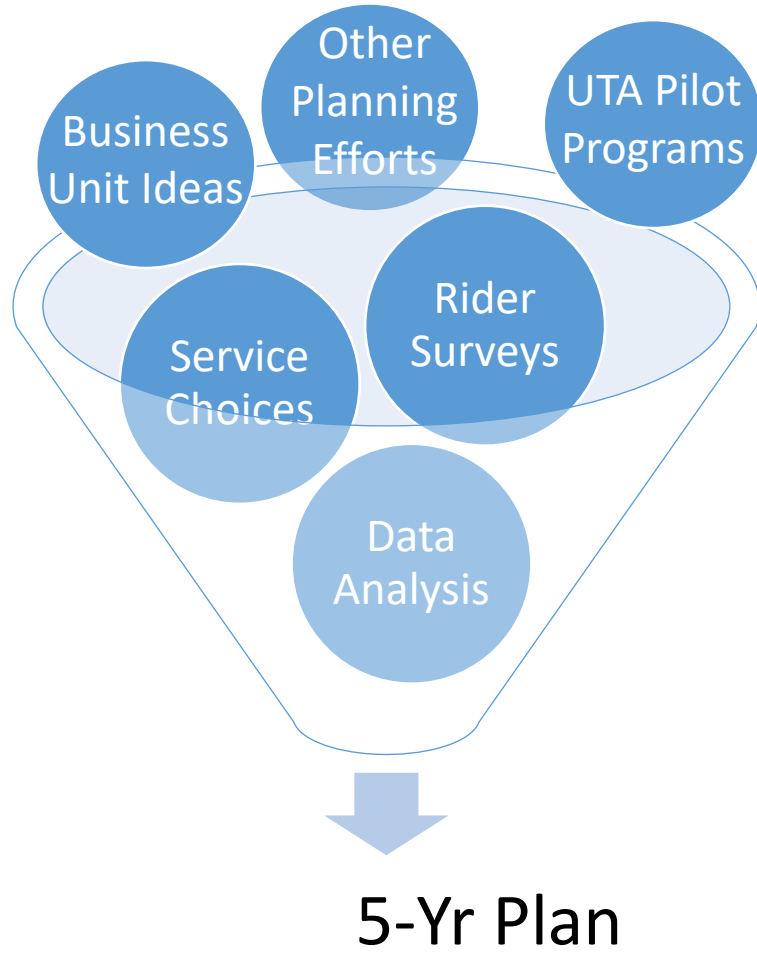 Other
Planning
Efforts
UTA Pilot
Programs
Business
Unit Ideas
Rider
Surveys
Service
Choices
Data
Analysis
5-Yr Plan